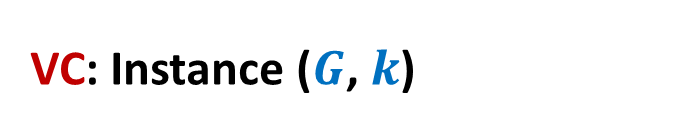 VC: Instance (G, k)